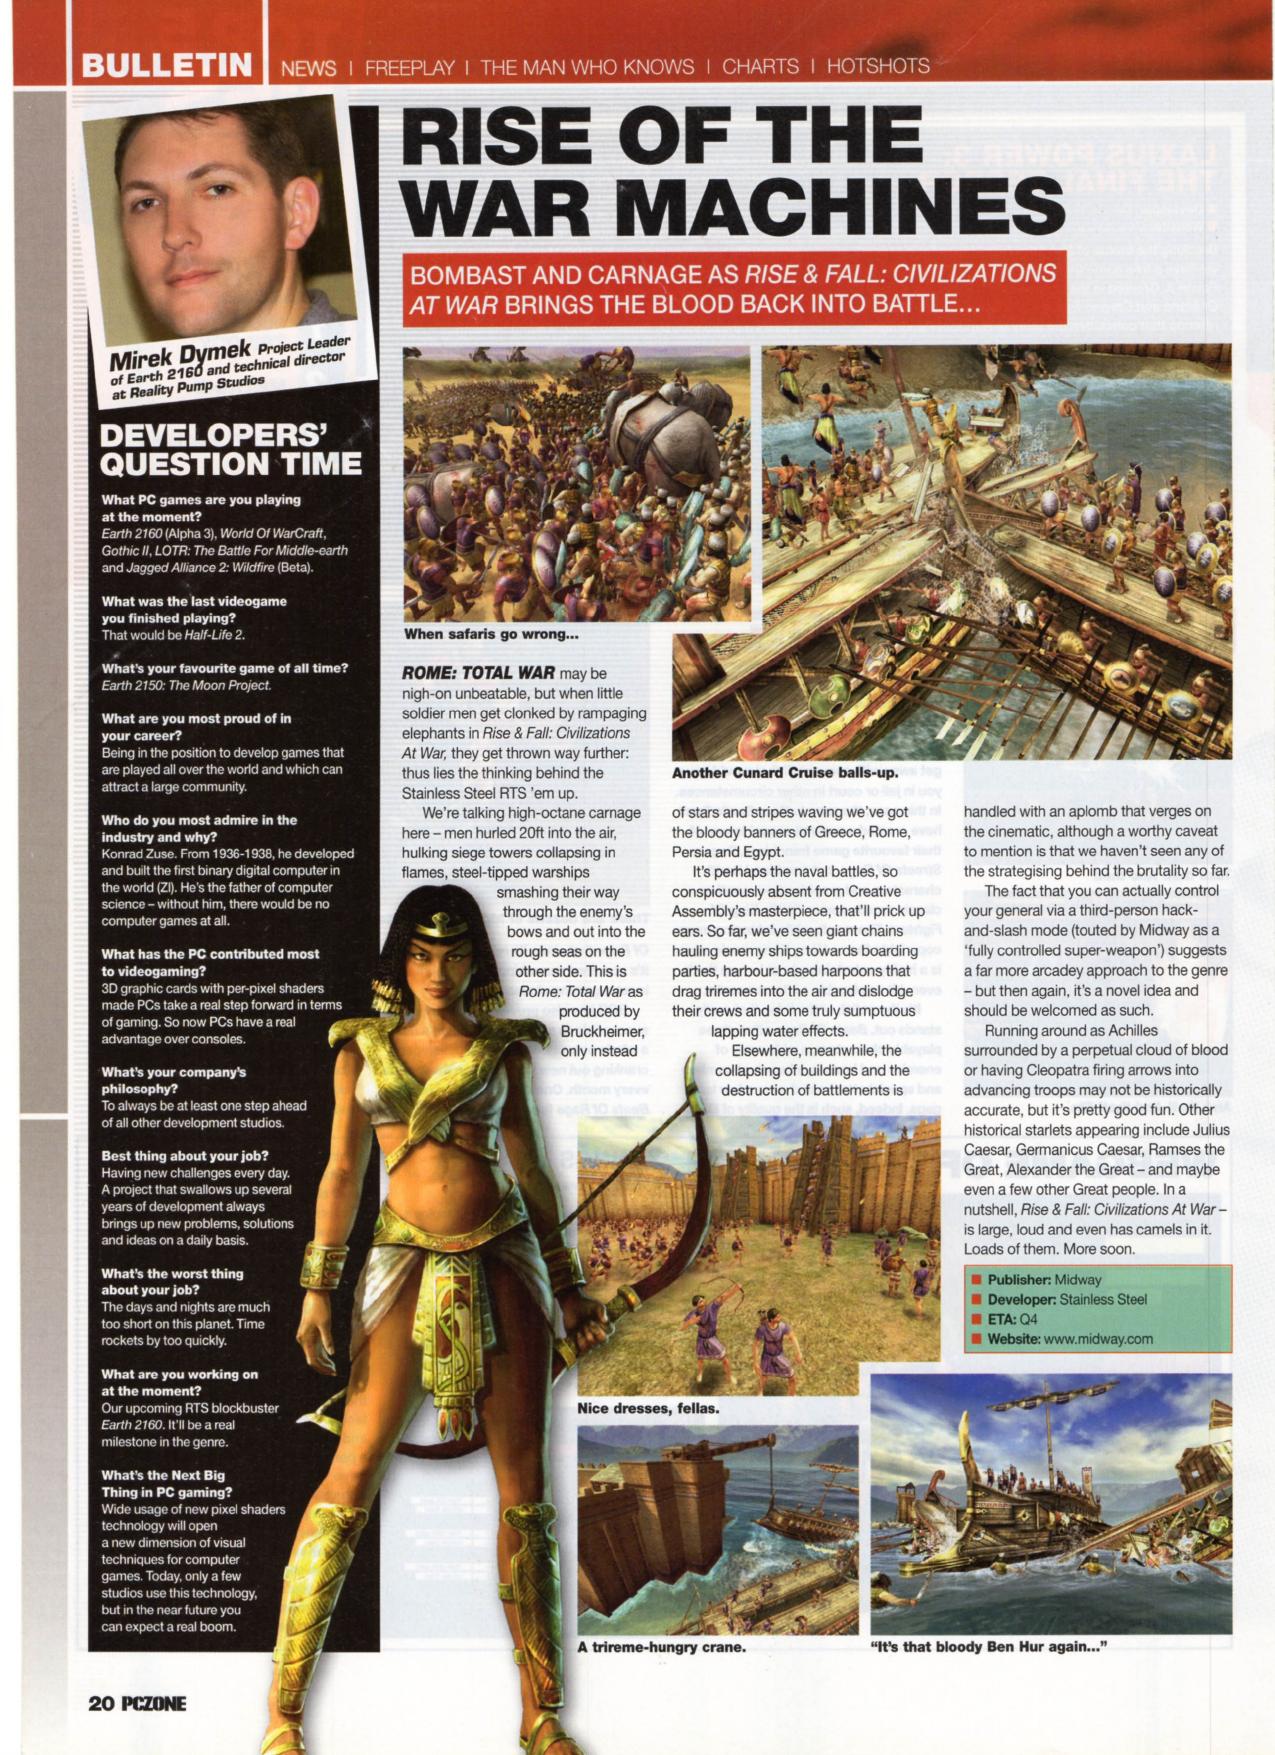 BULLETIN
NEWS | FREEPLAY | THE MAN WHO KNOWS | CHARTS | HOTSHOTS
Mirek Dymek Project Leader
of Earth 2160 and technical director
at Reality Pump Studios
DEVELOPERS'
QUESTION TIME
What PC games are you playing
at the moment?
Earth 2160 (Alpha 3), World Of WarCraft,
Gothic II, LOTR: The Battle For Middle-earth
and Jagged Alliance 2: Wildfire (Beta).
What was the last videogame
you finished playing?
That would be Half-Life 2.
What's your favourite game of all time?
Earth 2150: The Moon Project.
What are you most proud of in
your career?
Being in the position to develop games that
are played all over the world and which can
attract a large community.
Who do you most admire in the
industry and why?
Konrad Zuse. From 1936-1938, he developed
and built the first binary digital computer in
the world (ZI). He's the father of computer
science – without him, there would be no
computer games at all.
What has the PC contributed most
to videogaming?
3D graphic cards with per-pixel shaders
made PCs take a real step forward in terms
of gaming. So now PCs have a real
advantage over consoles.
What's your company's
philosophy?
To always be at least one step ahead
of all other development studios.
Best thing about your job?
Having new challenges every day.
A project that swallows up several
years of development always
brings up new problems, solutions
and ideas on a daily basis.
What's the worst thing
about your job?
The days and nights are much
too short on this planet. Time
rockets by too quickly.
What are you working on
at the moment?
Our upcoming RTS blockbuster
Earth 2160. It'll be a real
milestone in the genre.
What's the Next Big
Thing in PC gaming?
Wide usage of new pixel shaders
technology will open
a new dimension of visual
techniques for computer
games. Today, only a few
studios use this technology,
but in the near future you
can expect a real boom.
RISE OF THE
WAR MACHINES
BOMBAST AND CARNAGE AS RISE & FALL: CIVILIZATIONS
AT WAR BRINGS THE BLOOD BACK INTO BATTLE...
When safaris go wrong...
ROME: TOTAL WAR may be
nigh-on unbeatable, but when little
soldier men get clonked by rampaging
elephants in Rise & Fall: Civilizations
At War, they get thrown way further:
thus lies the thinking behind the
Stainless Steel RTS 'em up.
We're talking high-octane carnage
here – men hurled 20ft into the air,
hulking siege towers collapsing in
flames, steel-tipped warships
smashing their way
through the enemy's
bows and out into the
rough seas on the
other side. This is
Rome: Total War as
produced by
Bruckheimer,
only instead
Another Cunard Cruise balls-up.
of stars and stripes waving we've got
the bloody banners of Greece, Rome,
Persia and Egypt.
It's perhaps the naval battles, so
conspicuously absent from Creative
Assembly's masterpiece, that'll prick up
ears. So far, we've seen giant chains
hauling enemy ships towards boarding
parties, harbour-based harpoons that
drag triremes into the air and dislodge
their crews and some truly sumptuous
lapping water effects.
Elsewhere, meanwhile, the
collapsing of buildings and the
destruction of battlements is
handled with an aplomb that verges on
the cinematic, although a worthy caveat
to mention is that we haven't seen any of
the strategising behind the brutality so far.
The fact that you can actually control
your general via a third-person hack-
and-slash mode (touted by Midway as a
'fully controlled super-weapon') suggests
a far more arcadey approach to the genre
– but then again, it's a novel idea and
should be welcomed as such.
Running around as Achilles
surrounded by a perpetual cloud of blood
or having Cleopatra firing arrows into
advancing troops may not be historically
accurate, but it's pretty good fun. Other
historical starlets appearing include Julius
Caesar, Germanicus Caesar, Ramses the
Great, Alexander the Great – and maybe
even a few other Great people. In a
nutshell, Rise & Fall: Civilizations At War –
is large, loud and even has camels in it.
Loads of them. More soon.
Publisher: Midway
Developer: Stainless Steel
ETA: Q4
Website: www.midway.com
Nice dresses, fellas.
A trireme-hungry crane.
"It's that bloody Ben Hur again..."
20 PCZONE